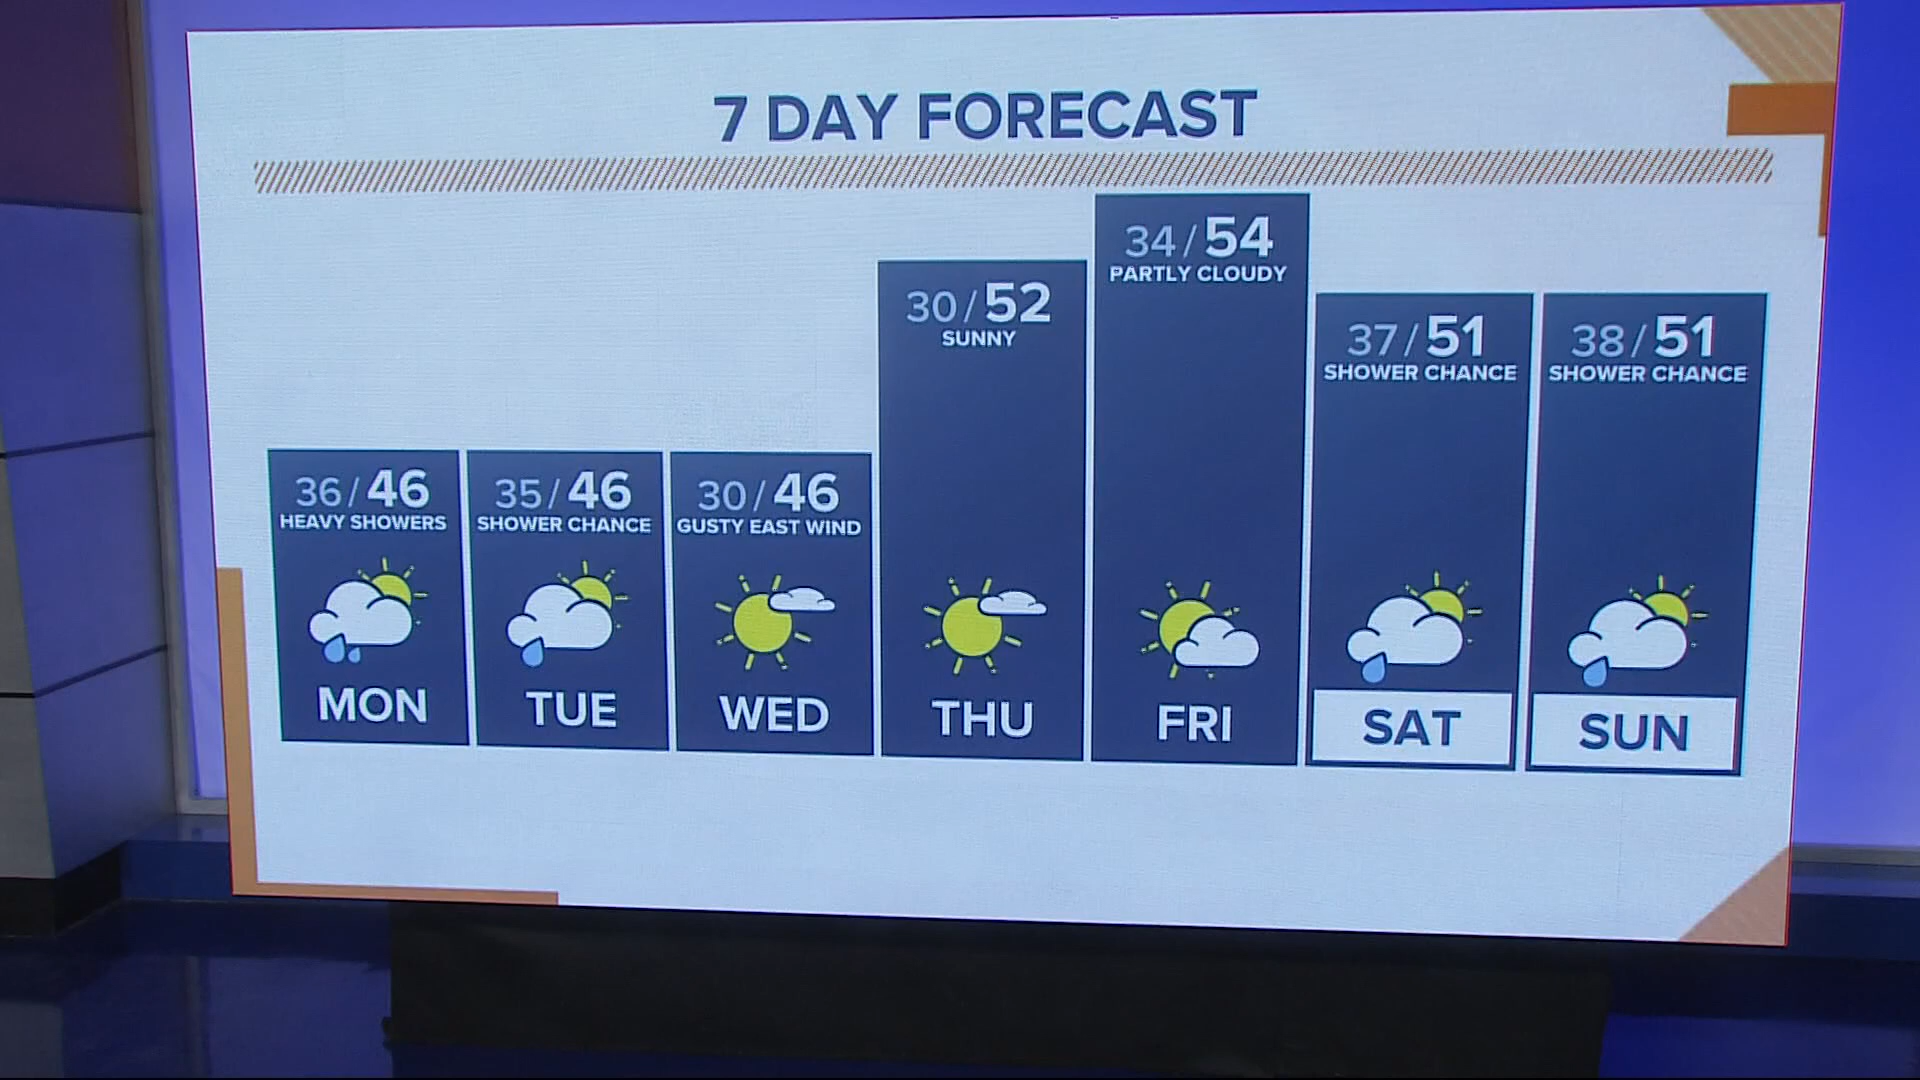 7 DAY FORECAST
36/46
HEAVY SHOWERS
MON
35/46
SHOWER CHANCE
TUE
30/46
GUSTY EAST WIND
WED
30/52
SUNNY
THU
34/54
PARTLY CLOUDY
FRI
37/51
SHOWER CHANCE
SAT
38/51
SHOWER CHANCE
SUN